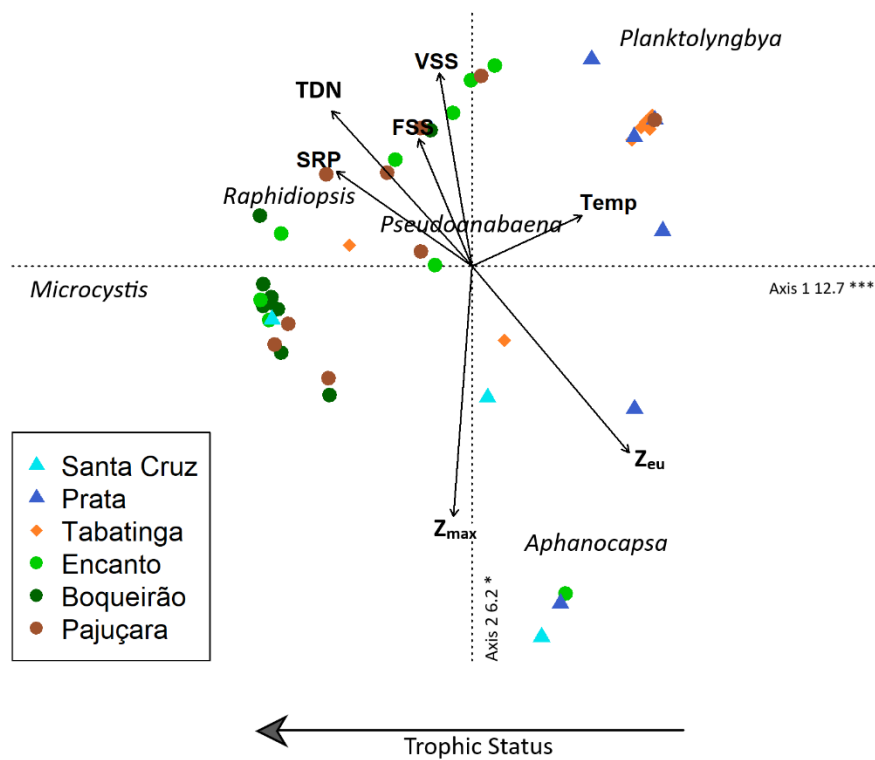 Planktolyngbya
VSS
TDN
FSS
SRP
Raphidiopsis
Pseudoanabaena
Temp
Microcystis
Axis 1 12.7 ***
Zeu
Zmax
Aphanocapsa
Axis 2 6.2 *
Santa Cruz
Prata
Tabatinga
Encanto
Boqueirão
Pajuçara
Trophic Status